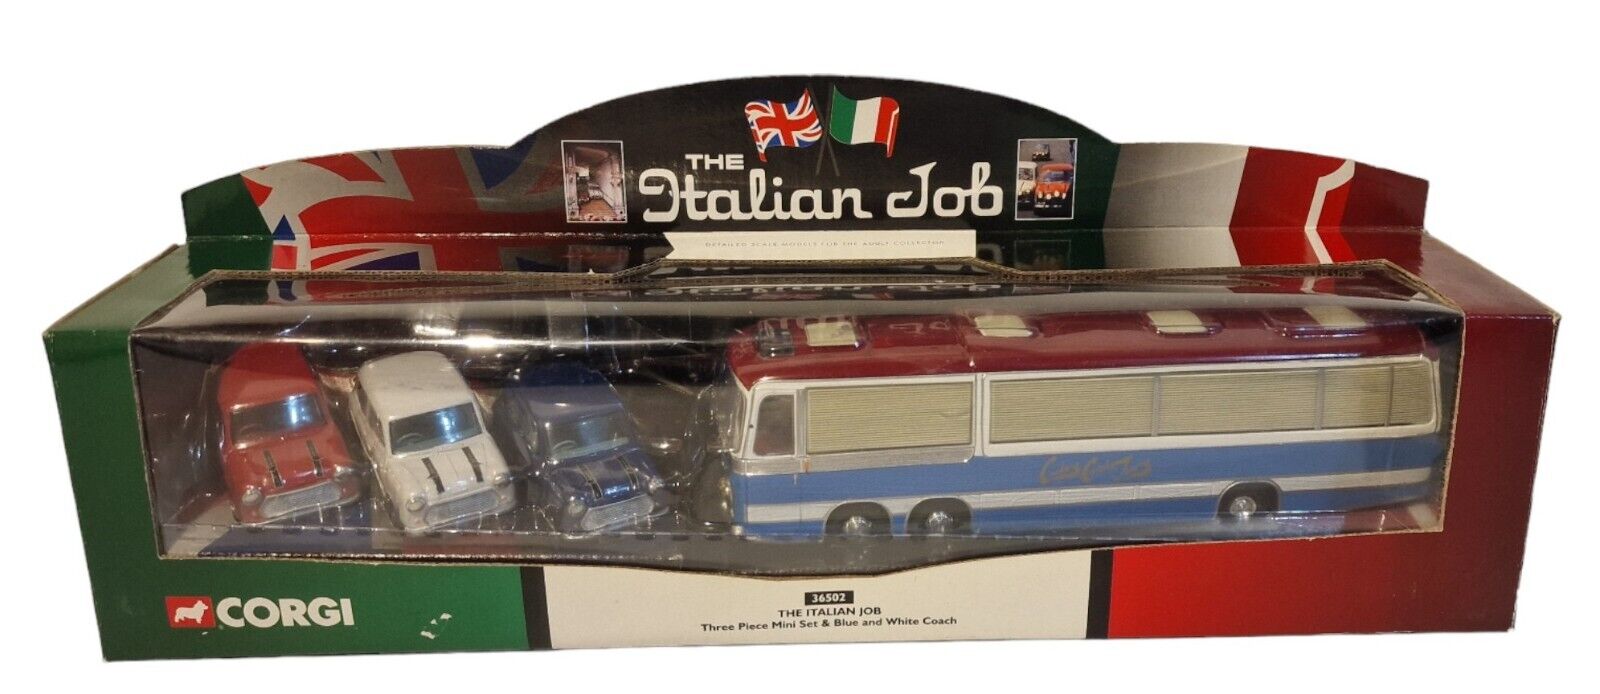 THE
Italian Job
DETAILED SCALE MODELS FOR THE ADULT COLLECTOR
CORGI
36502
THE ITALIAN JOB
Three Piece Mini Set & Blue and White Coach